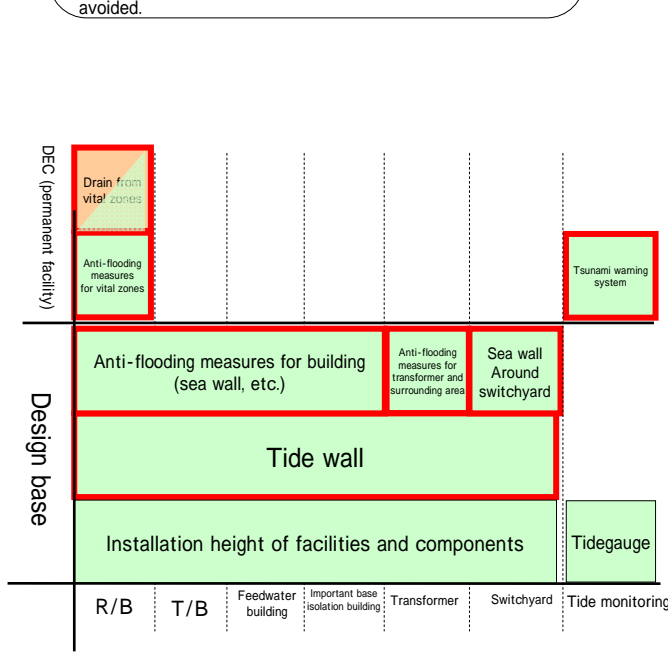 avoided.
DEC (permanent facility)
Drain from
vital zones
Anti-flooding
measures
for vital zones
Tsunami warning
system
Design base
Anti-flooding measures for building
(sea wall, etc.)
Anti-flooding
measures for
transformer and
surrounding area
Sea wall
Around
switchyard
Tide wall
Installation height of facilities and components
Tidegauge
R/B
T/B
Feedwater
building
Important base
isolation building
Transformer
Switchyard
Tide monitoring